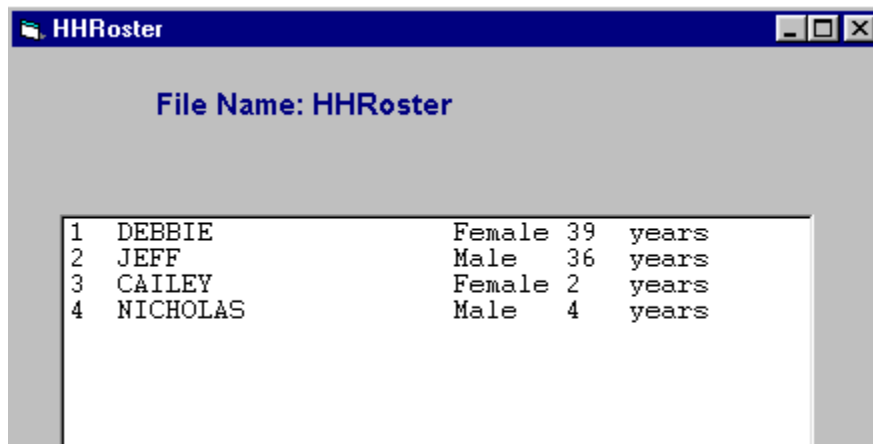 HHRoster
File Name: HHRoster
1 DEBBIE Female 39 years
2 JEFF Male 36 years
3 CAILEY Female 2 years
4 NICHOLAS Male 4 years